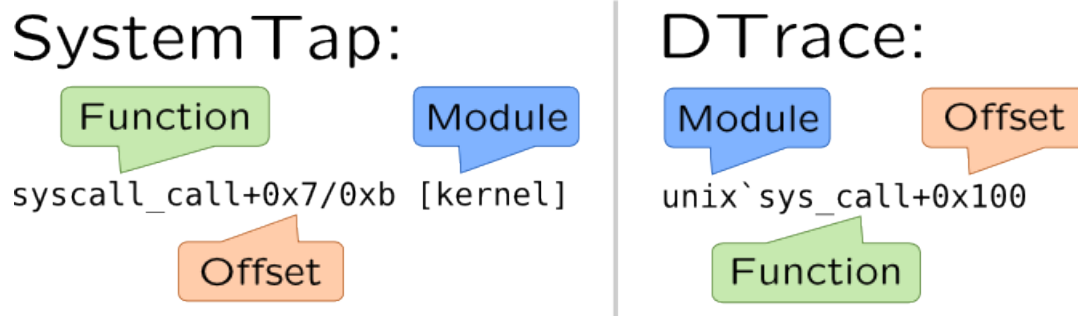 SystemTap:
Function
Module
syscall_call+0x7/0xb [kernel]
Offset
DTrace:
Module
Offset
unix`sys_call+0x100
Function